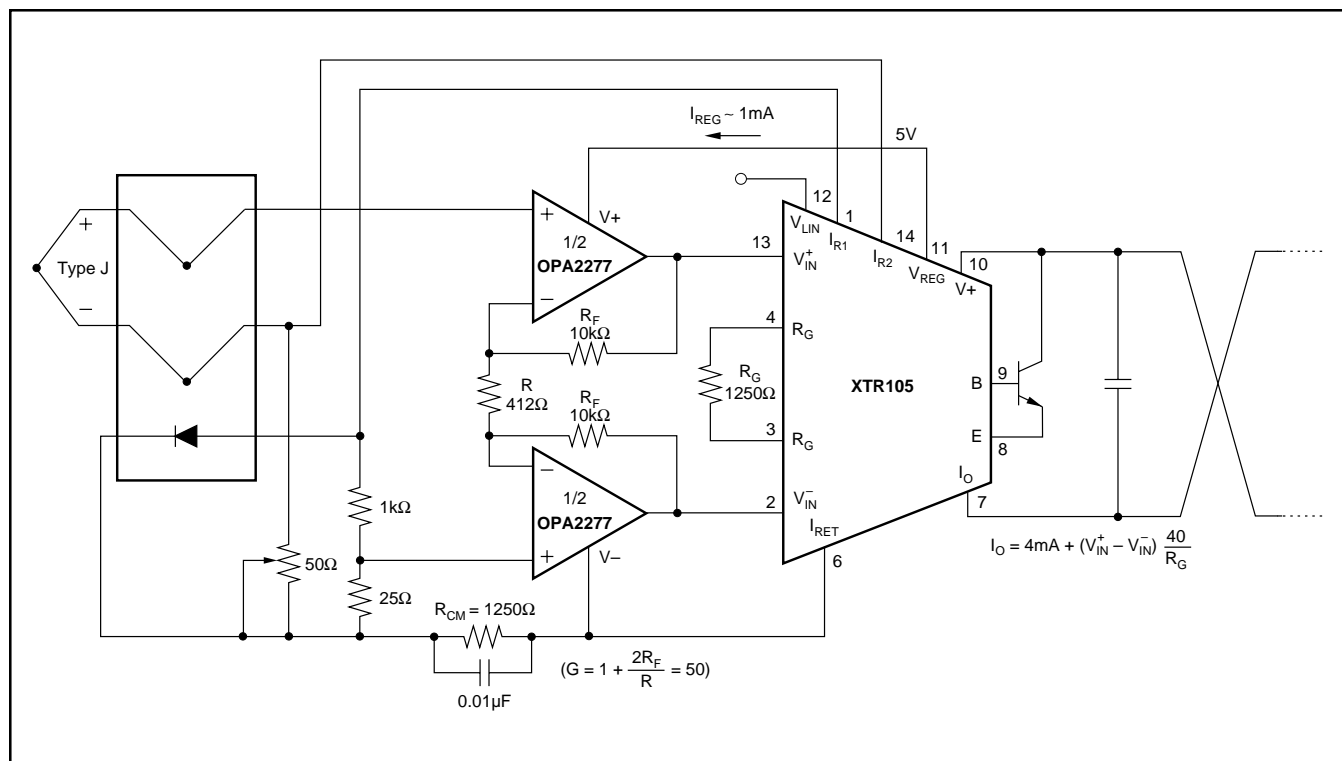 I_REG ~ 1mA
5V
+
Type J
–
+
V+
1/2
OPA2277
–
R_F
10kΩ
R
412Ω
R_F
10kΩ
–
1/2
OPA2277
+
V–
1kΩ
50Ω
25Ω
R_CM = 1250Ω
0.01µF
(G = 1 + 2R_F/R = 50)
12
V_LIN
1
I_R1
14
I_R2
11
V_REG
10
V+
13
V_IN^+
4
R_G
R_G
1250Ω
3
R_G
XTR105
B
9
E
8
I_O
7
2
V_IN^–
I_RET
6
I_O = 4mA + (V_IN^+ – V_IN^–) 40/R_G